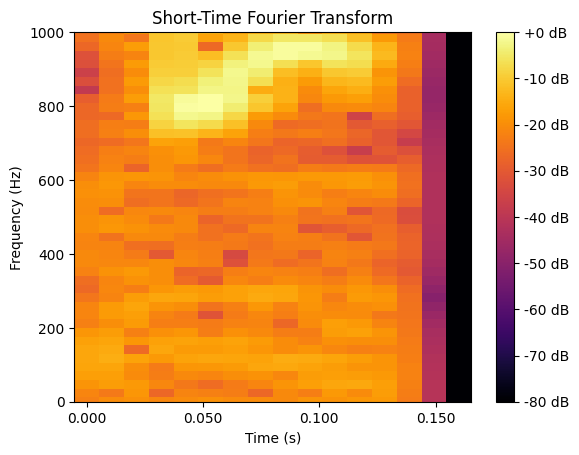 Short-Time Fourier Transform
1000
800
600
400
200
0
Frequency (Hz)
0.000
0.050
0.100
0.150
Time (s)
+0 dB
-10 dB
-20 dB
-30 dB
-40 dB
-50 dB
-60 dB
-70 dB
-80 dB